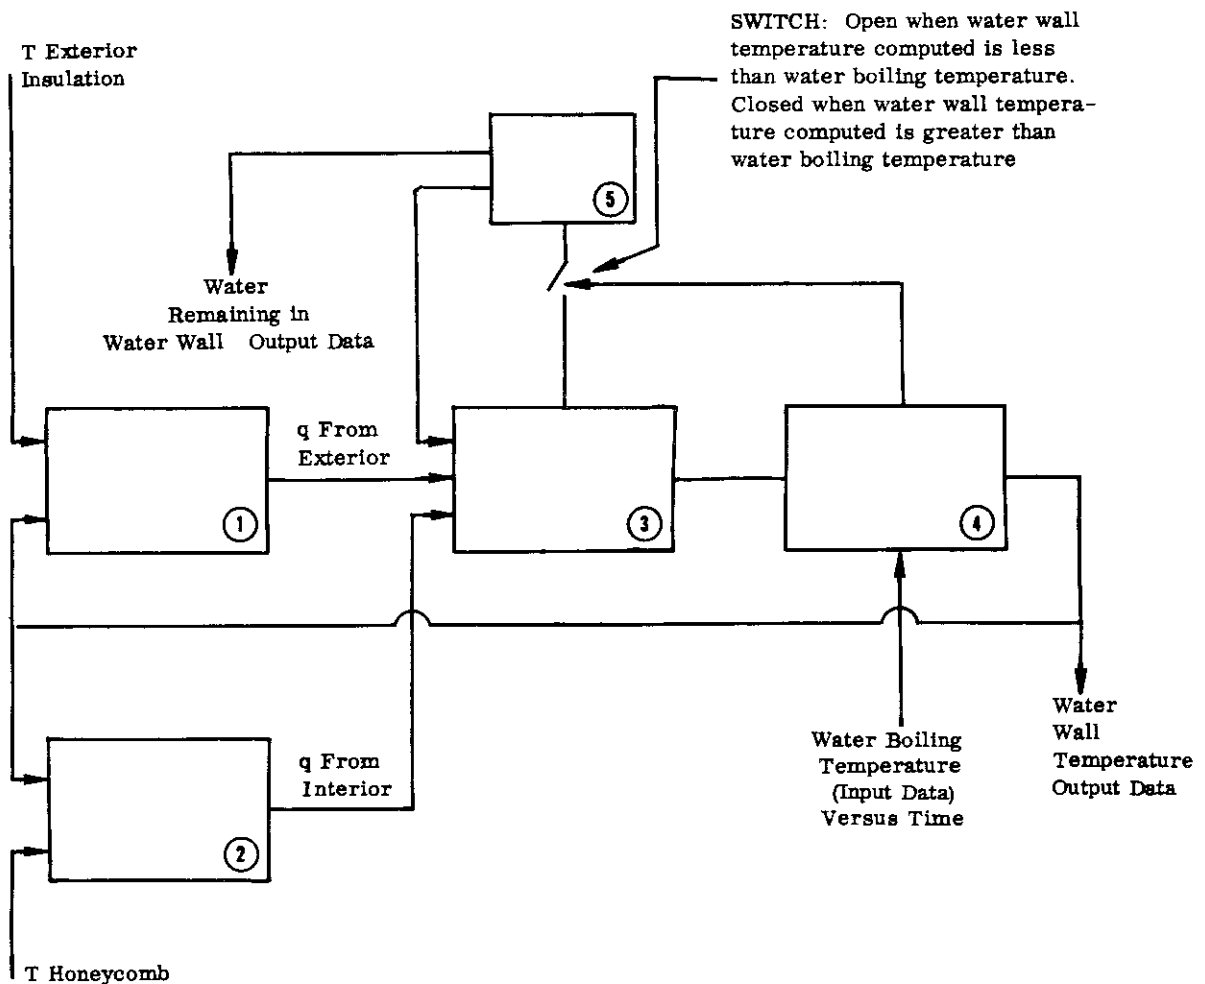 SWITCH: Open when water wall
temperature computed is less
than water boiling temperature.
Closed when water wall tempera-
ture computed is greater than
water boiling temperature
T Exterior
Insulation
5
Water
Remaining in
Water Wall Output Data
q From
Exterior
1
3
4
q From
Interior
2
Water Boiling
Temperature
(Input Data)
Versus Time
Water
Wall
Temperature
Output Data
T Honeycomb